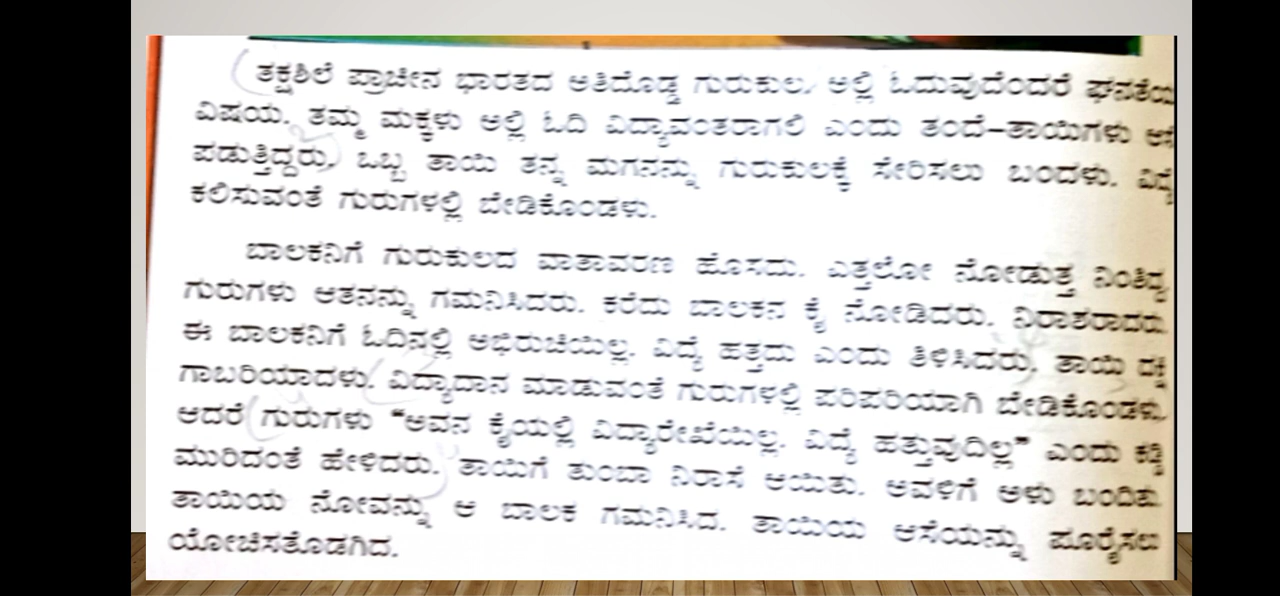 ತಕ್ಷಶಿಲೆ ಪ್ರಾಚೀನ ಭಾರತದ ಅತಿದೊಡ್ಡ ಗುರುಕುಲ. ಅಲ್ಲಿ ಓದುವುದೆಂದರೆ ಘನತೆಯ
ವಿಷಯ. ತಮ್ಮ ಮಕ್ಕಳು ಅಲ್ಲಿ ಓದಿ ವಿದ್ಯಾವಂತರಾಗಲಿ ಎಂದು ತಂದೆ-ತಾಯಿಗಳು ಆಸೆ
ಪಡುತ್ತಿದ್ದರು. ಒಬ್ಬ ತಾಯಿ ತನ್ನ ಮಗನನ್ನು ಗುರುಕುಲಕ್ಕೆ ಸೇರಿಸಲು ಬಂದಳು. ವಿದ್ಯೆ
ಕಲಿಸುವಂತೆ ಗುರುಗಳಲ್ಲಿ ಬೇಡಿಕೊಂಡಳು.
ಬಾಲಕನಿಗೆ ಗುರುಕುಲದ ವಾತಾವರಣ ಹೊಸದು. ಎತ್ತಲೋ ನೋಡುತ್ತ ನಿಂತಿದ್ದ.
ಗುರುಗಳು ಆತನನ್ನು ಗಮನಿಸಿದರು. ಕರೆದು ಬಾಲಕನ ಕೈ ನೋಡಿದರು. ನಿರಾಶರಾದರು.
ಈ ಬಾಲಕನಿಗೆ ಓದಿನಲ್ಲಿ ಅಭಿರುಚಿಯಿಲ್ಲ. ವಿದ್ಯೆ ಹತ್ತದು ಎಂದು ತಿಳಿಸಿದರು. ತಾಯಿ
ಗಾಬರಿಯಾದಳು. ವಿದ್ಯಾದಾನ ಮಾಡುವಂತೆ ಗುರುಗಳಲ್ಲಿ ಪರಿಪರಿಯಾಗಿ ಬೇಡಿಕೊಂಡಳು.
ಆದರೆ ಗುರುಗಳು “ಅವನ ಕೈಯಲ್ಲಿ ವಿದ್ಯಾರೇಖೆಯಿಲ್ಲ. ವಿದ್ಯೆ ಹತ್ತುವುದಿಲ್ಲ” ಎಂದು ಕಡ್ಡಿ
ಮುರಿದಂತೆ ಹೇಳಿದರು. ತಾಯಿಗೆ ತುಂಬಾ ನಿರಾಸೆ ಆಯಿತು. ಅವಳಿಗೆ ಅಳು ಬಂದಿತು.
ತಾಯಿಯ ನೋವನ್ನು ಆ ಬಾಲಕ ಗಮನಿಸಿದ. ತಾಯಿಯ ಆಸೆಯನ್ನು ಪೂರೈಸಲು
ಯೋಚಿಸತೊಡಗಿದ.